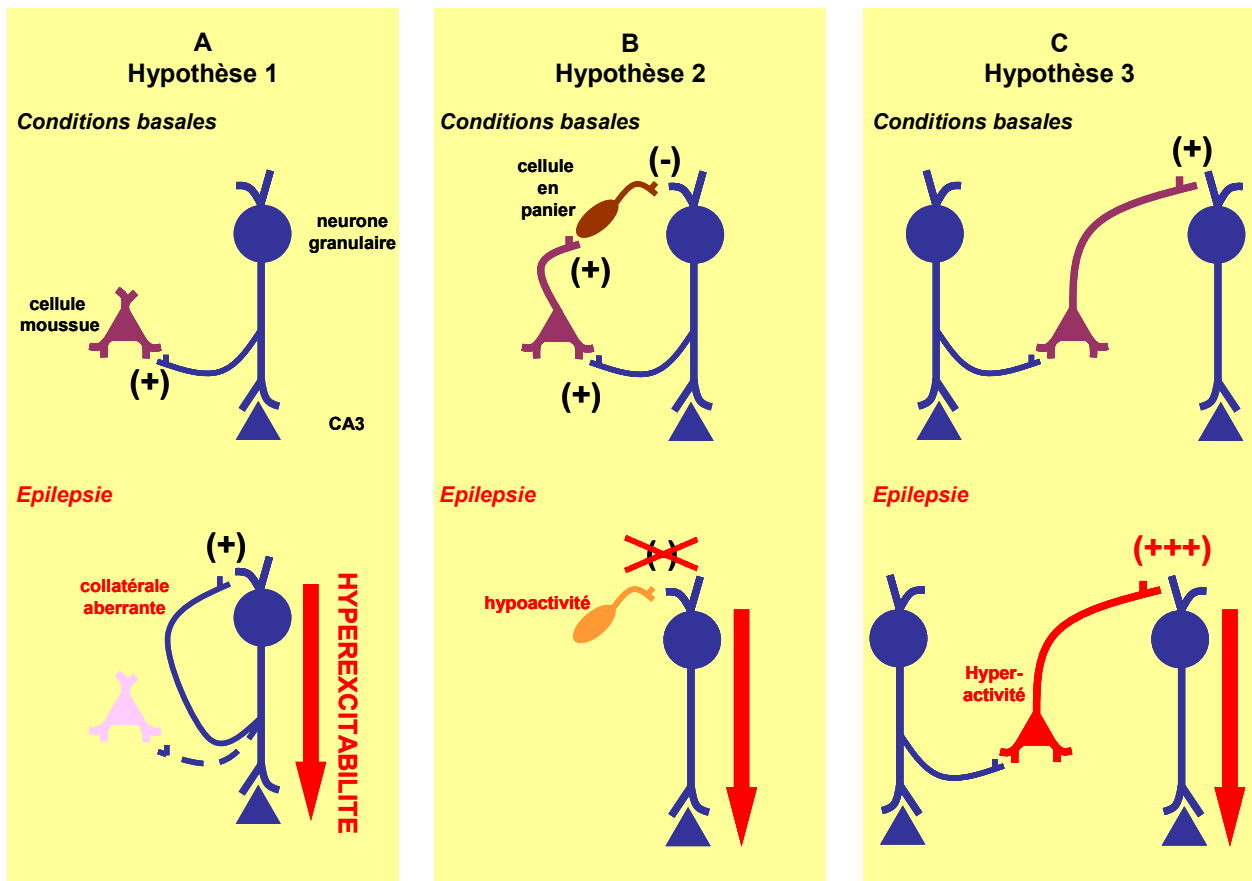 A
Hypothèse 1
Conditions basales
neurone
granulaire
cellule
moussue
(+)
CA3
Epilepsie
(+)
collatérale
aberrante
HYPEREXCITABILITE
B
Hypothèse 2
Conditions basales
(-)
cellule
en
panier
(+)
(+)
Epilepsie
(-)
hypoactivité
C
Hypothèse 3
Conditions basales
(+)
Epilepsie
(+++)
Hyper-
activité